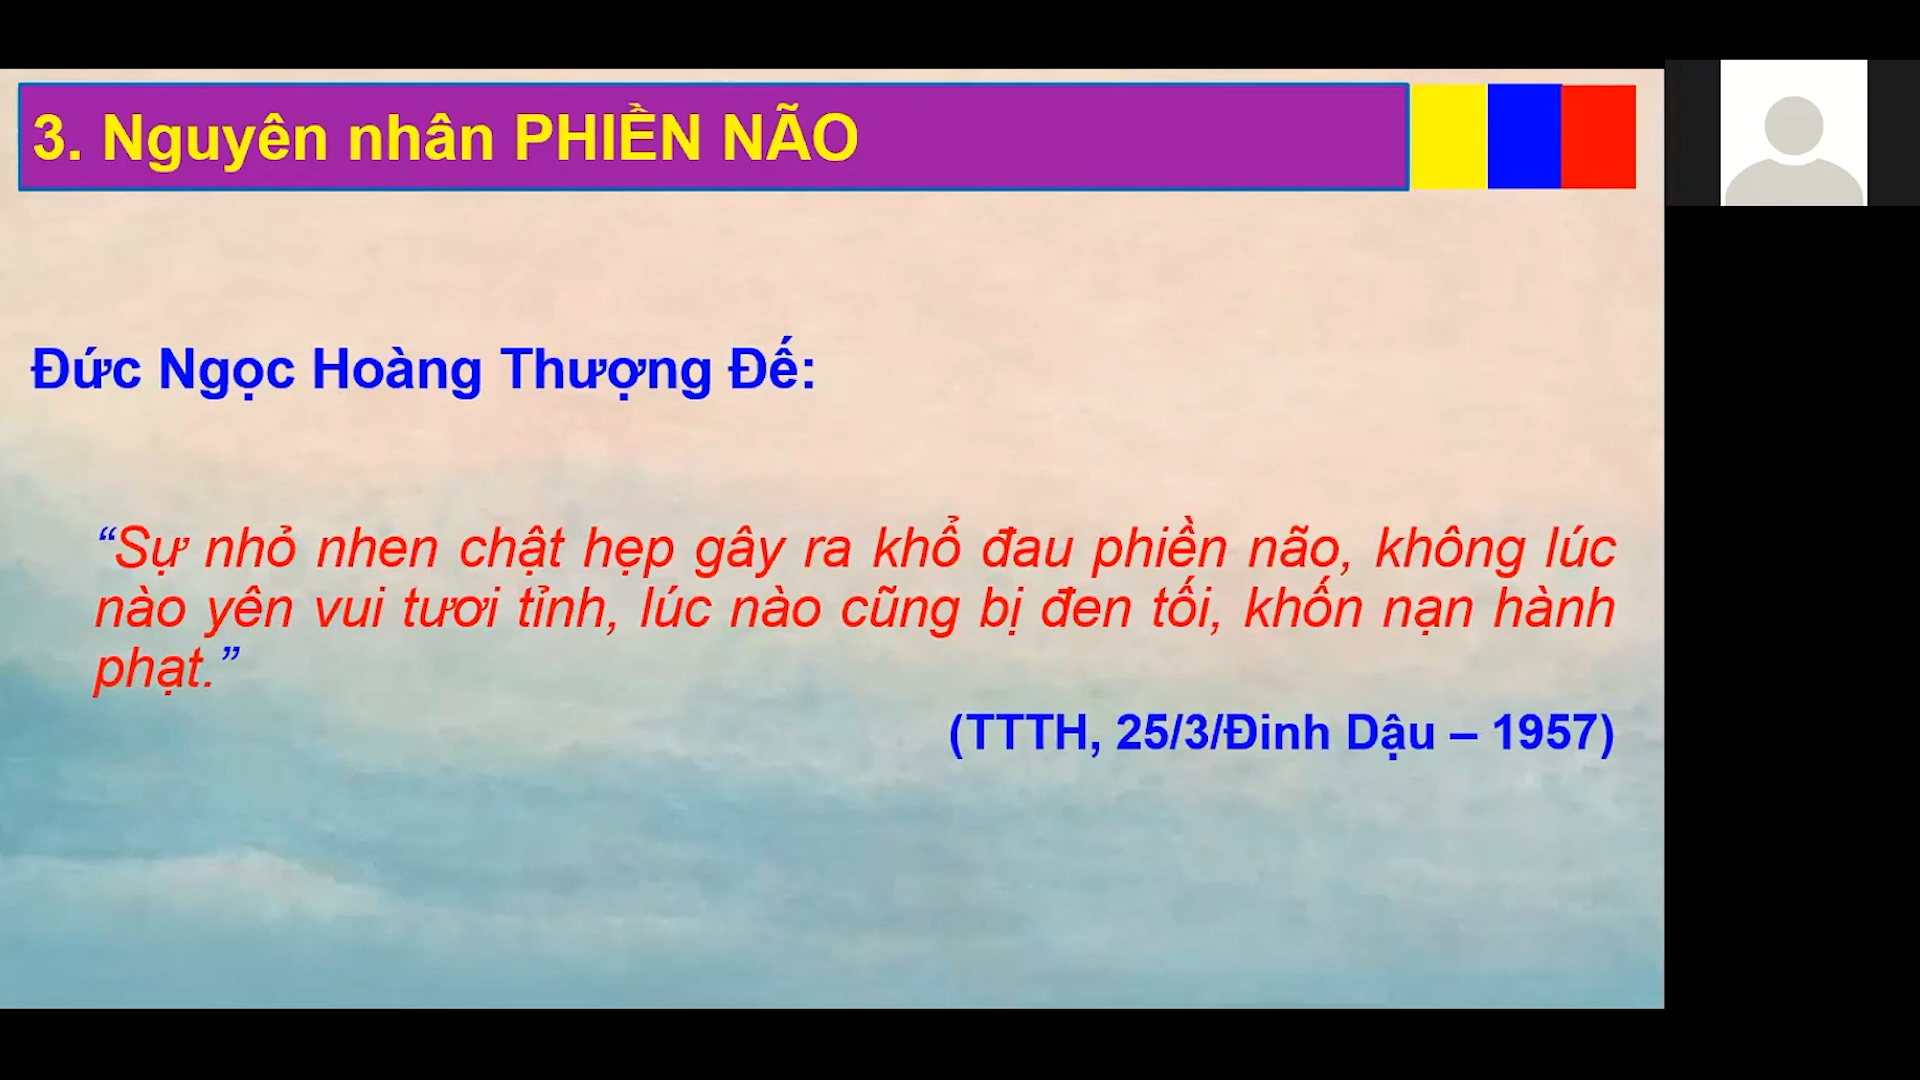 3. Nguyên nhân PHIỀN NÃO
Đức Ngọc Hoàng Thượng Đế:
“Sự nhỏ nhen chật hẹp gây ra khổ đau phiền não, không lúc
nào yên vui tươi tỉnh, lúc nào cũng bị đen tối, khốn nạn hành
phạt.”
(TTTH, 25/3/Đinh Dậu – 1957)